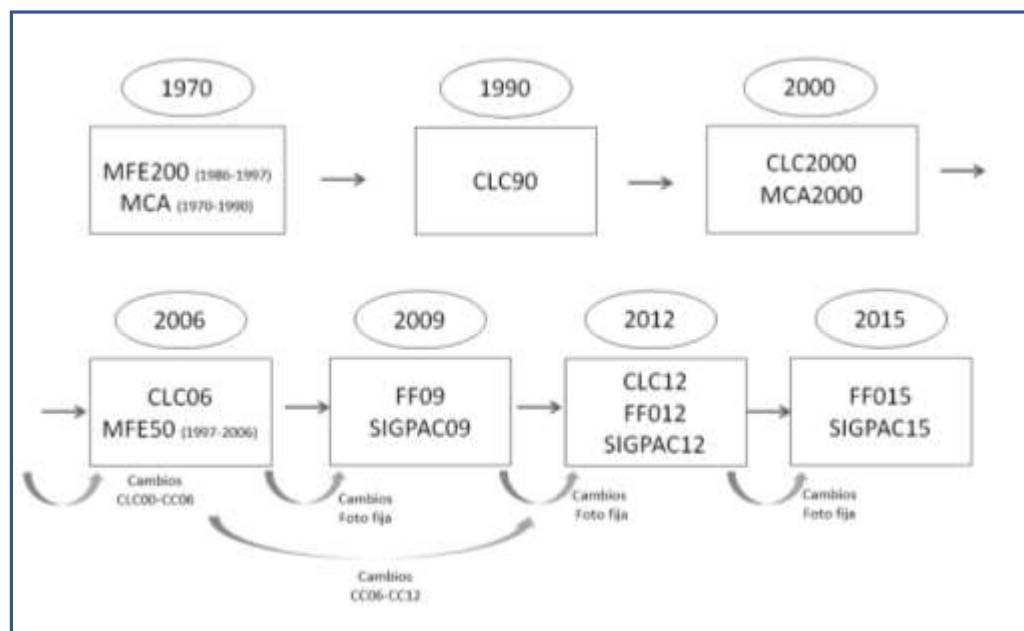 1970
1990
2000
MFE200 (1986-1997)
MCA (1970-1990)
CLC90
CLC2000
MCA2000
2006
2009
2012
2015
CLC06
MFE50 (1997-2006)
FF09
SIGPAC09
CLC12
FF012
SIGPAC12
FF015
SIGPAC15
Cambios
CLC00-CC06
Cambios
Foto fija
Cambios
Foto fija
Cambios
Foto fija
Cambios
CC06-CC12